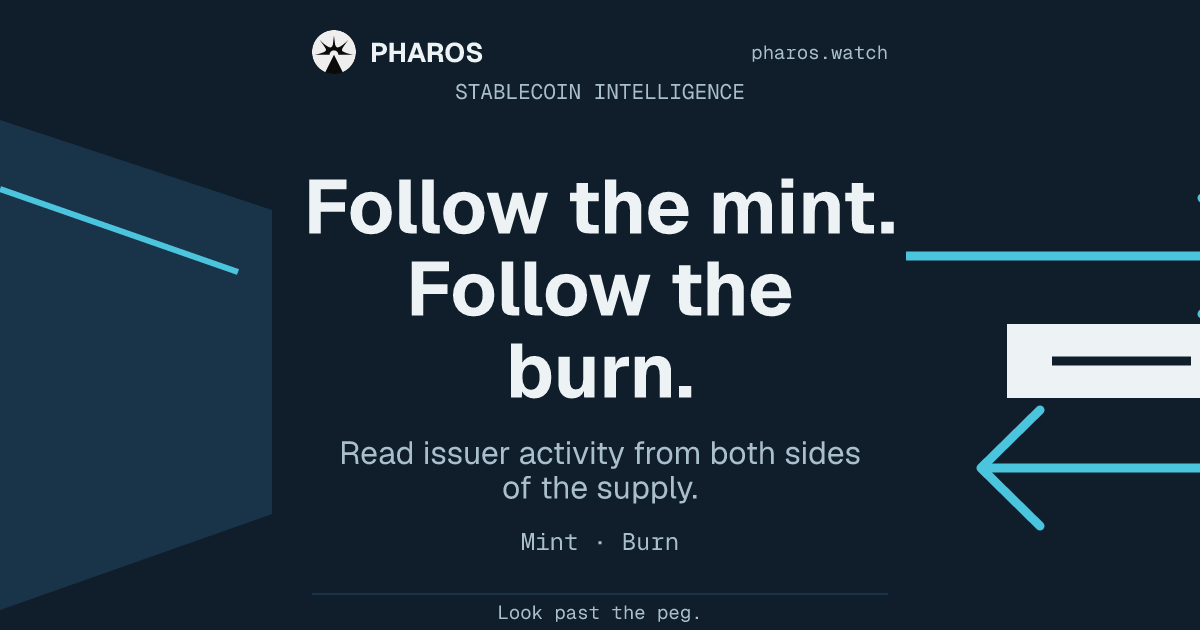 PHAROS
pharos.watch
STABLECOIN INTELLIGENCE
Follow the mint.
Follow the
burn.
Read issuer activity from both sides
of the supply.
Mint · Burn
Look past the peg.